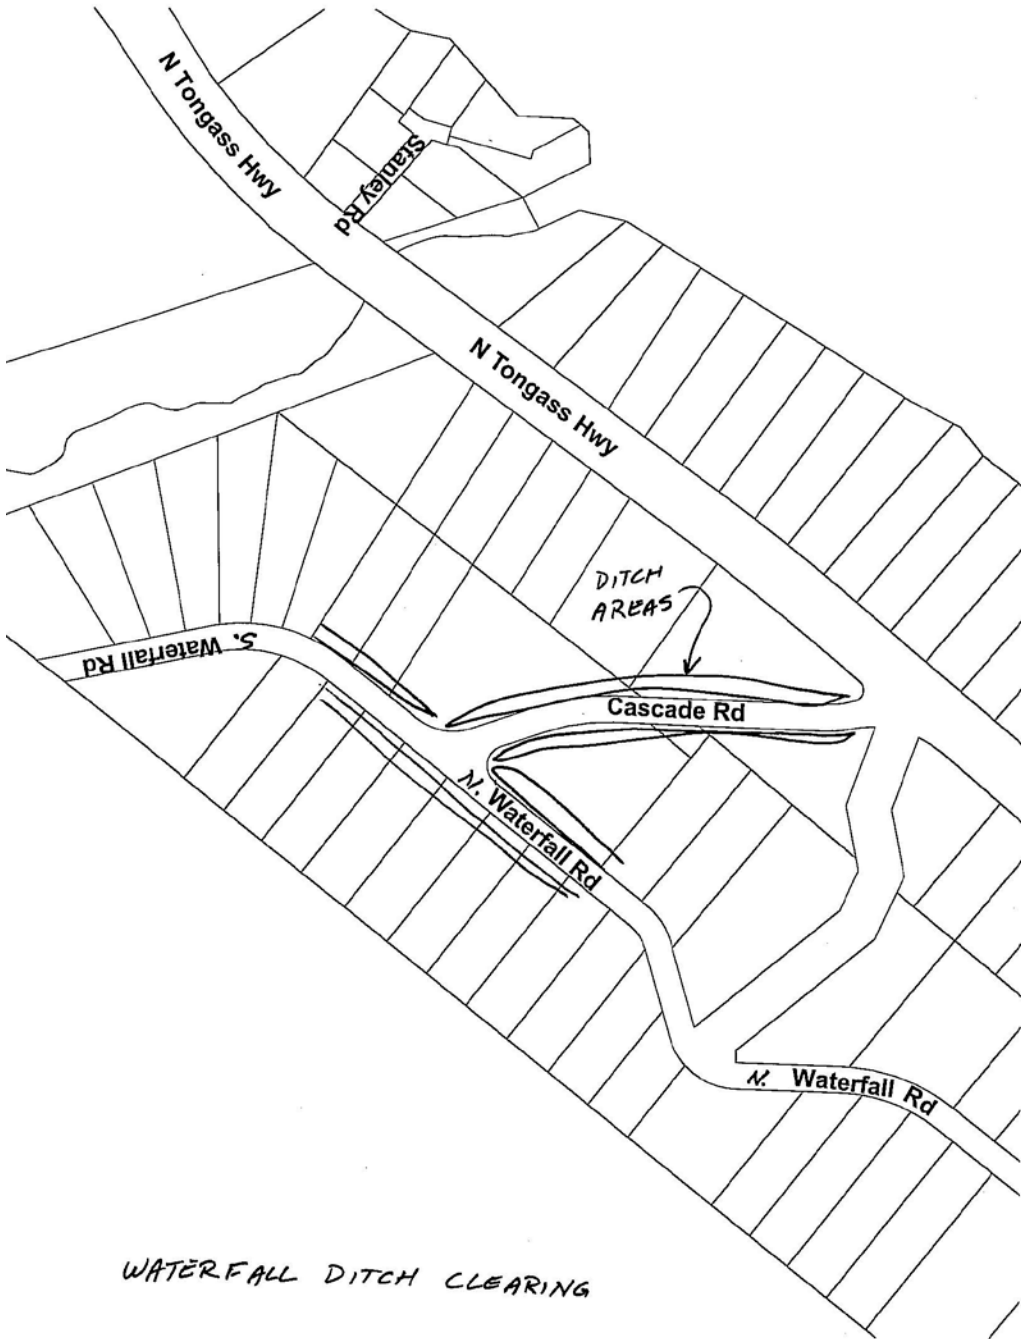 N Tongass Hwy
Stanley Rd
N Tongass Hwy
DITCH
AREAS
S. Waterfall Rd
Cascade Rd
N. Waterfall Rd
N. Waterfall Rd
WATERFALL DITCH CLEARING